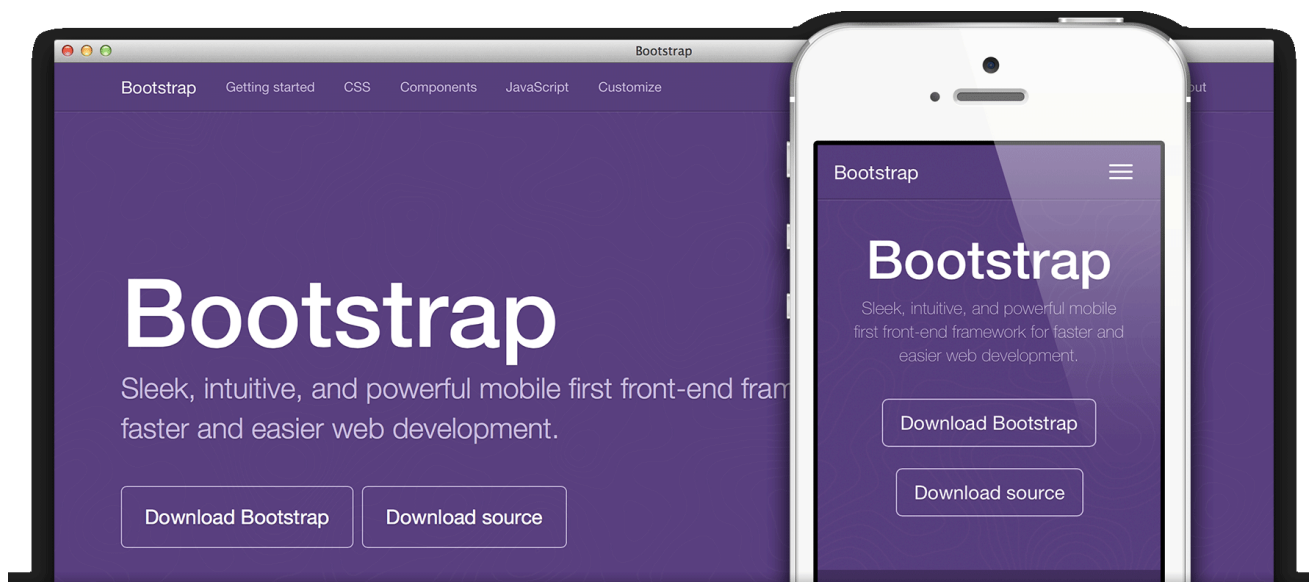 Bootstrap
Bootstrap Getting started CSS Components JavaScript Customize
Bootstrap
Sleek, intuitive, and powerful mobile first front-end
faster and easier web development.
Download Bootstrap Download source
Bootstrap
Bootstrap
Sleek, intuitive, and powerful mobile
first front-end framework for faster and
easier web development.
Download Bootstrap
Download source